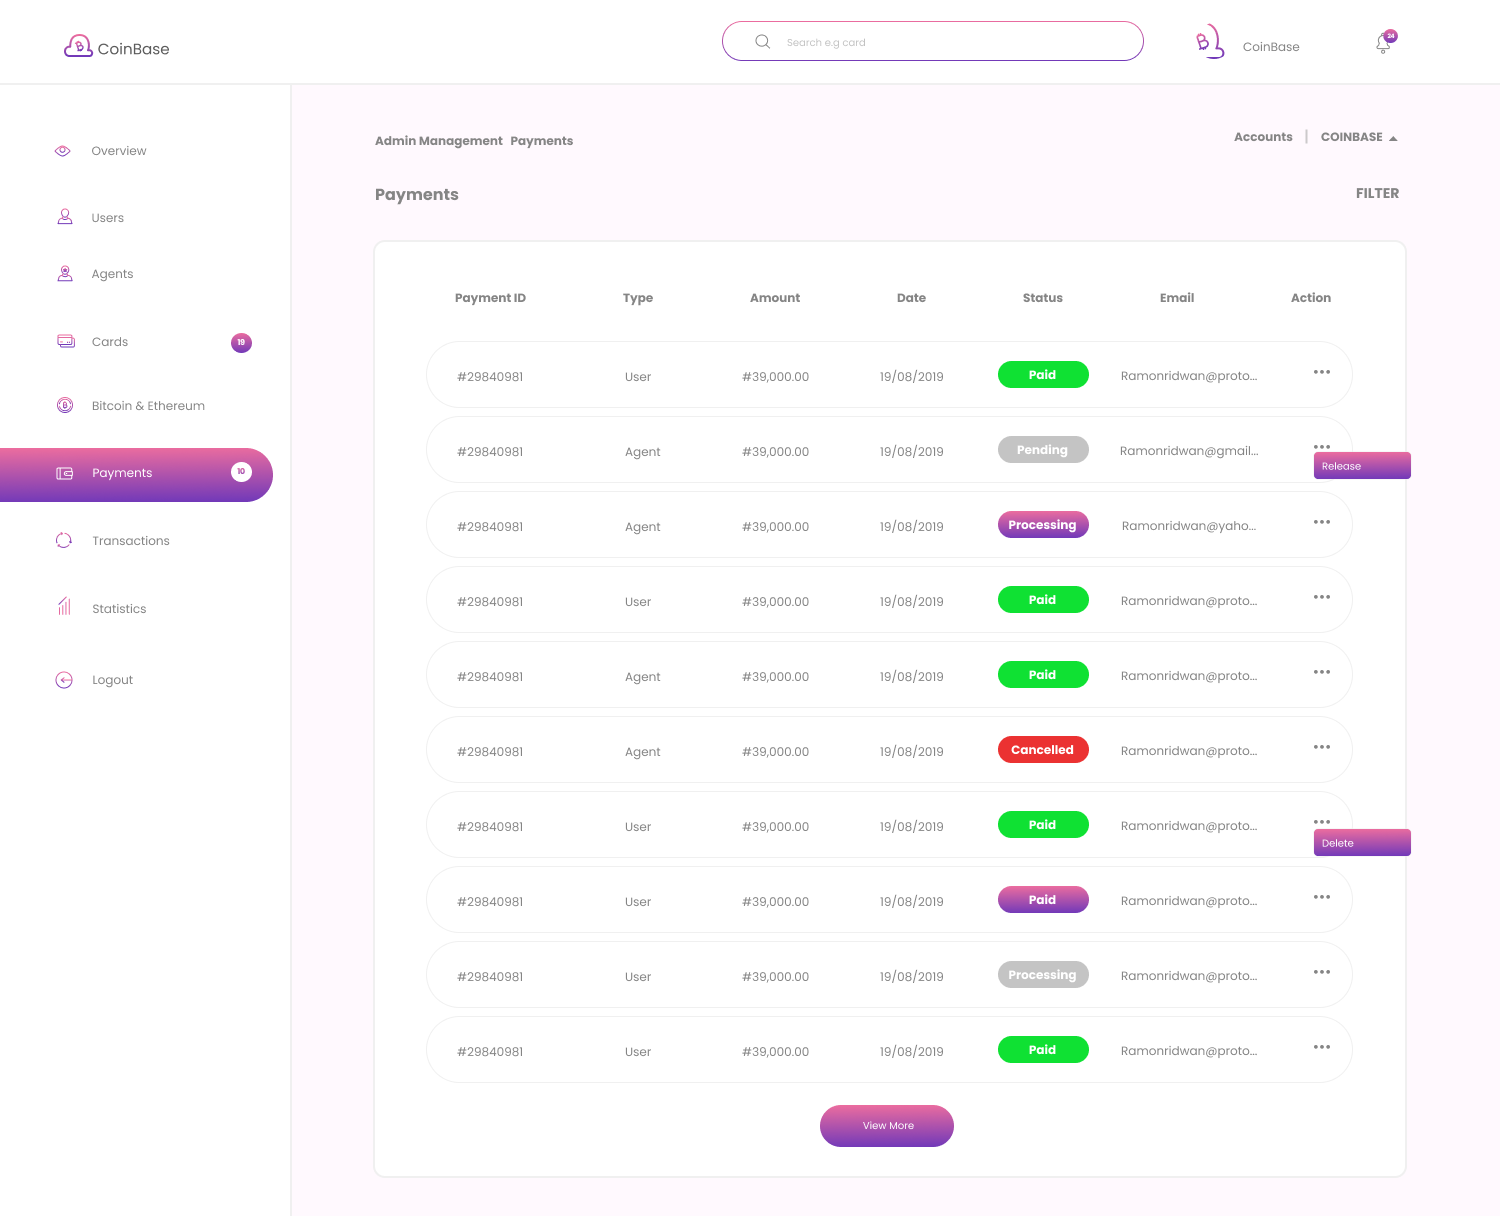 CoinBase
Search e.g card
CoinBase
24
Overview
Users
Agents
Cards 19
Bitcoin & Ethereum
Payments 10
Transactions
Statistics
Logout
Admin Management Payments
Accounts | COINBASE
Payments
FILTER
Payment ID Type Amount Date Status Email Action
#29840981 User #39,000.00 19/08/2019 Paid Ramonridwan@proto... •••
#29840981 Agent #39,000.00 19/08/2019 Pending Ramonridwan@gmail... •••
Release
#29840981 Agent #39,000.00 19/08/2019 Processing Ramonridwan@yaho... •••
#29840981 User #39,000.00 19/08/2019 Paid Ramonridwan@proto... •••
#29840981 Agent #39,000.00 19/08/2019 Paid Ramonridwan@proto... •••
#29840981 Agent #39,000.00 19/08/2019 Cancelled Ramonridwan@proto... •••
#29840981 User #39,000.00 19/08/2019 Paid Ramonridwan@proto... •••
Delete
#29840981 User #39,000.00 19/08/2019 Paid Ramonridwan@proto... •••
#29840981 User #39,000.00 19/08/2019 Processing Ramonridwan@proto... •••
#29840981 User #39,000.00 19/08/2019 Paid Ramonridwan@proto... •••
View More